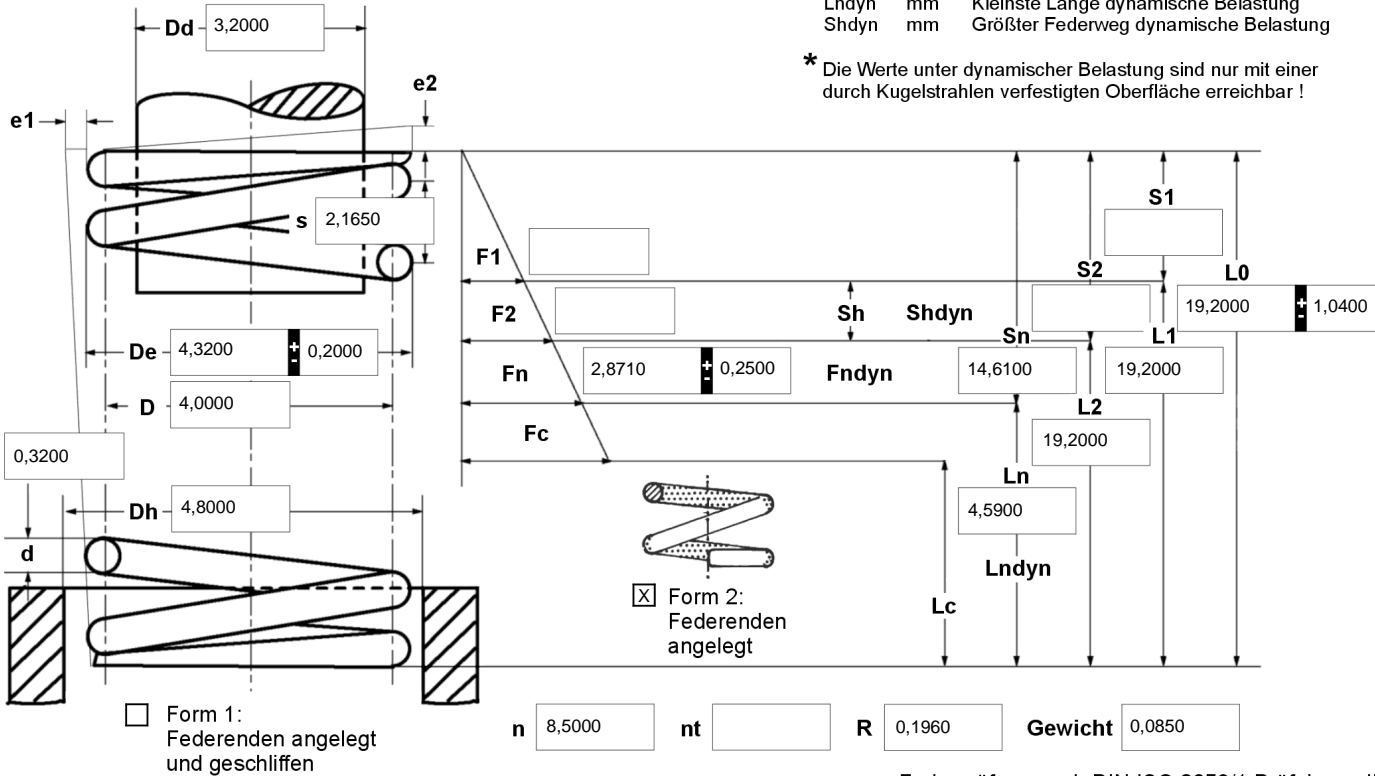 Lndyn mm Kleinste Länge dynamische Belastung
Shdyn mm Größter Federweg dynamische Belastung
* Die Werte unter dynamischer Belastung sind nur mit einer
durch Kugelstrahlen verfestigten Oberfläche erreichbar !
Dd 3,2000
e2
e1
s 2,1650
S1
F1
S2
L0
F2
Sh Shdyn
19,2000 + - 1,0400
Sn
L1
De 4,3200 + - 0,2000
Fn 2,8710 + - 0,2500 Fndyn 14,6100 19,2000
D 4,0000
L2
Fc
19,2000
0,3200
Ln
Dh 4,8000
4,5900
d
Lndyn
X Form 2:
Federenden
angelegt
Lc
Form 1:
Federenden angelegt
und geschliffen
n 8,5000 nt R 0,1960 Gewicht 0,0850